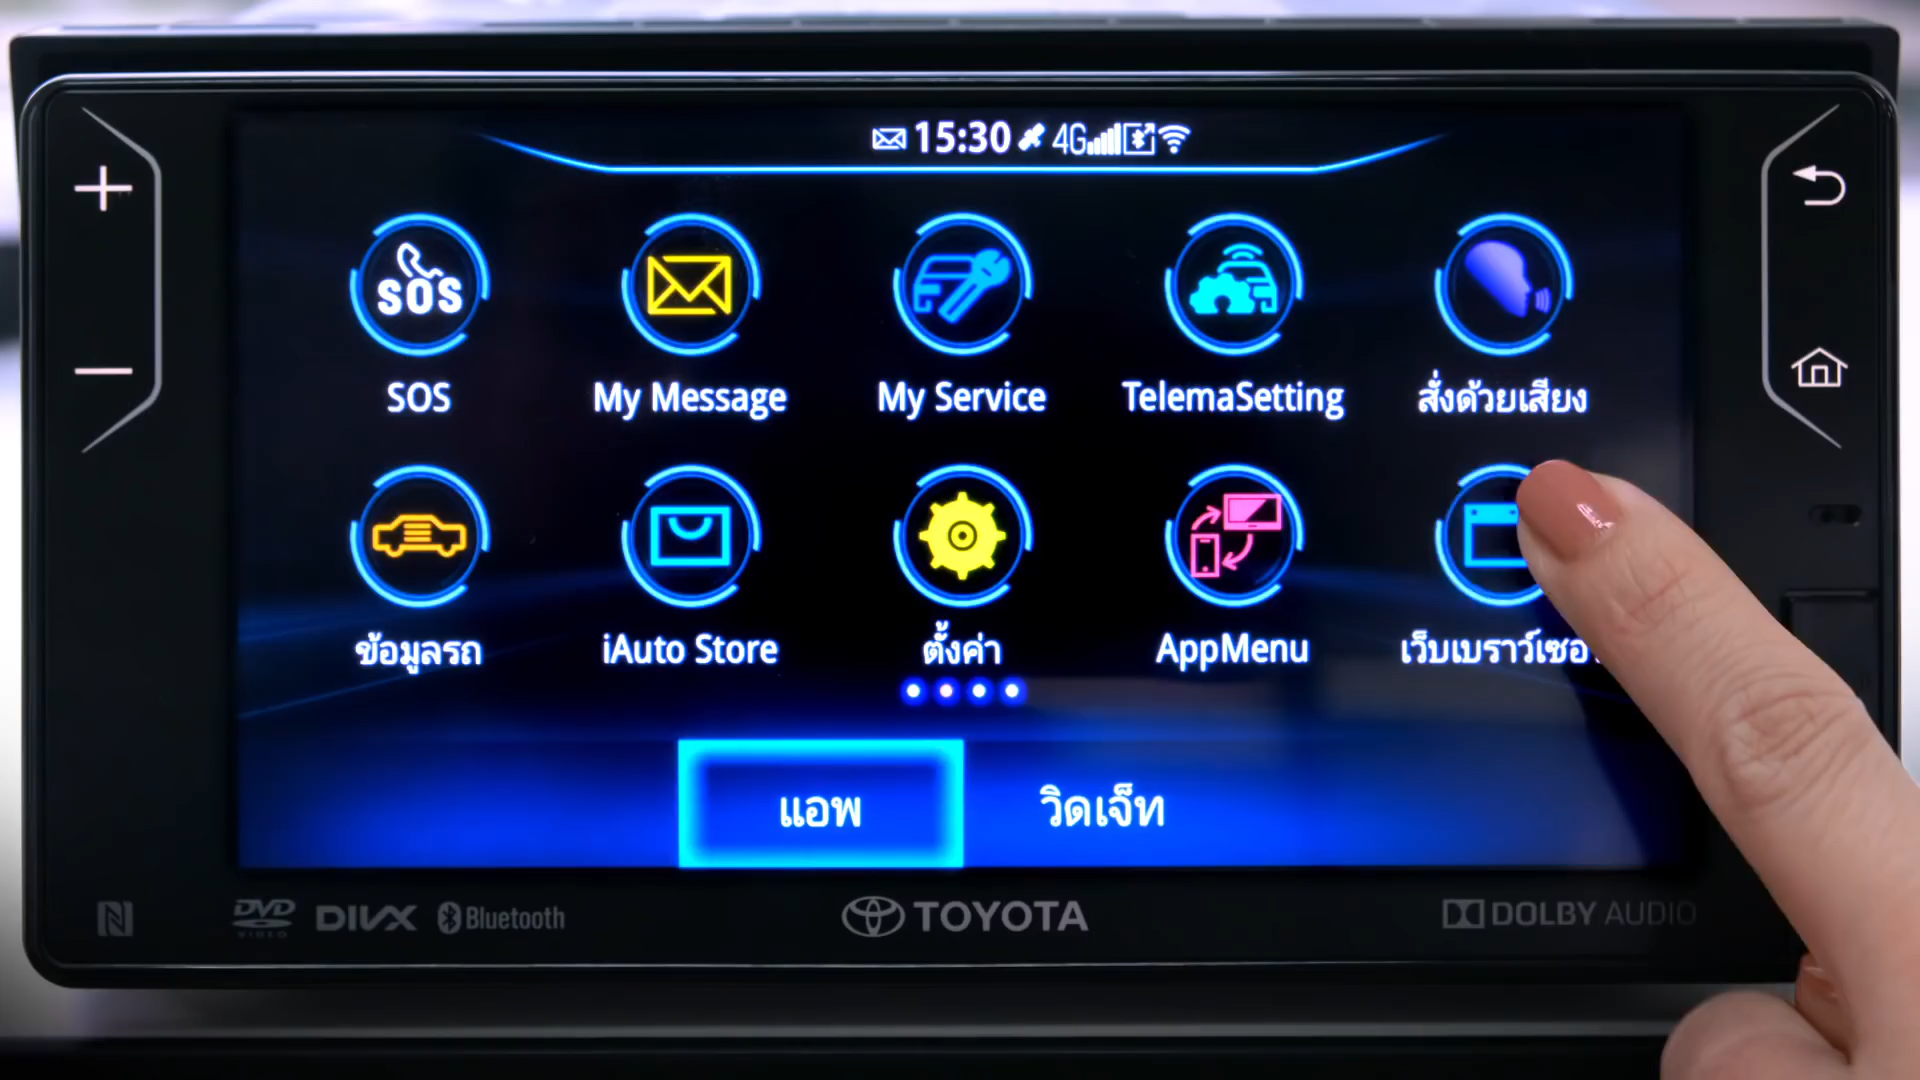 15:30 4G
SOS
SOS My Message My Service TelemaSetting สั่งด้วยเสียง
ข้อมูลรถ iAuto Store ตั้งค่า AppMenu
แอพ วิดเจ็ท
DVD VIDEO DIVX Bluetooth TOYOTA DOLBY AUDIO